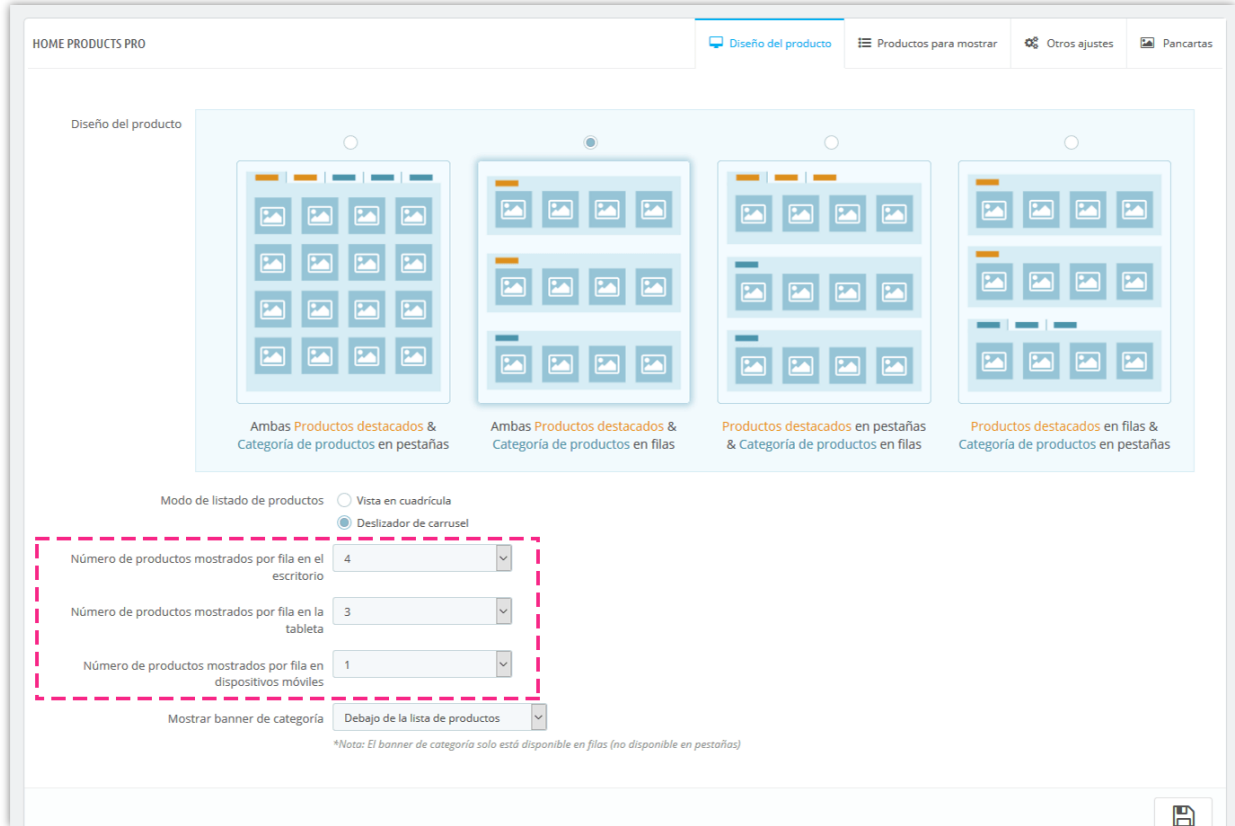 HOME PRODUCTS PRO
Diseño del producto
Productos para mostrar
Otros ajustes
Pancartas
Diseño del producto
Ambas Productos destacados &
Categoría de productos en pestañas
Ambas Productos destacados &
Categoría de productos en filas
Productos destacados en pestañas
& Categoría de productos en filas
Productos destacados en filas &
Categoría de productos en pestañas
Modo de listado de productos
Vista en cuadrícula
Deslizador de carrusel
Número de productos mostrados por fila en el
escritorio
4
Número de productos mostrados por fila en la
tableta
3
Número de productos mostrados por fila en
dispositivos móviles
1
Mostrar banner de categoría
Debajo de la lista de productos
*Nota: El banner de categoría solo está disponible en filas (no disponible en pestañas)